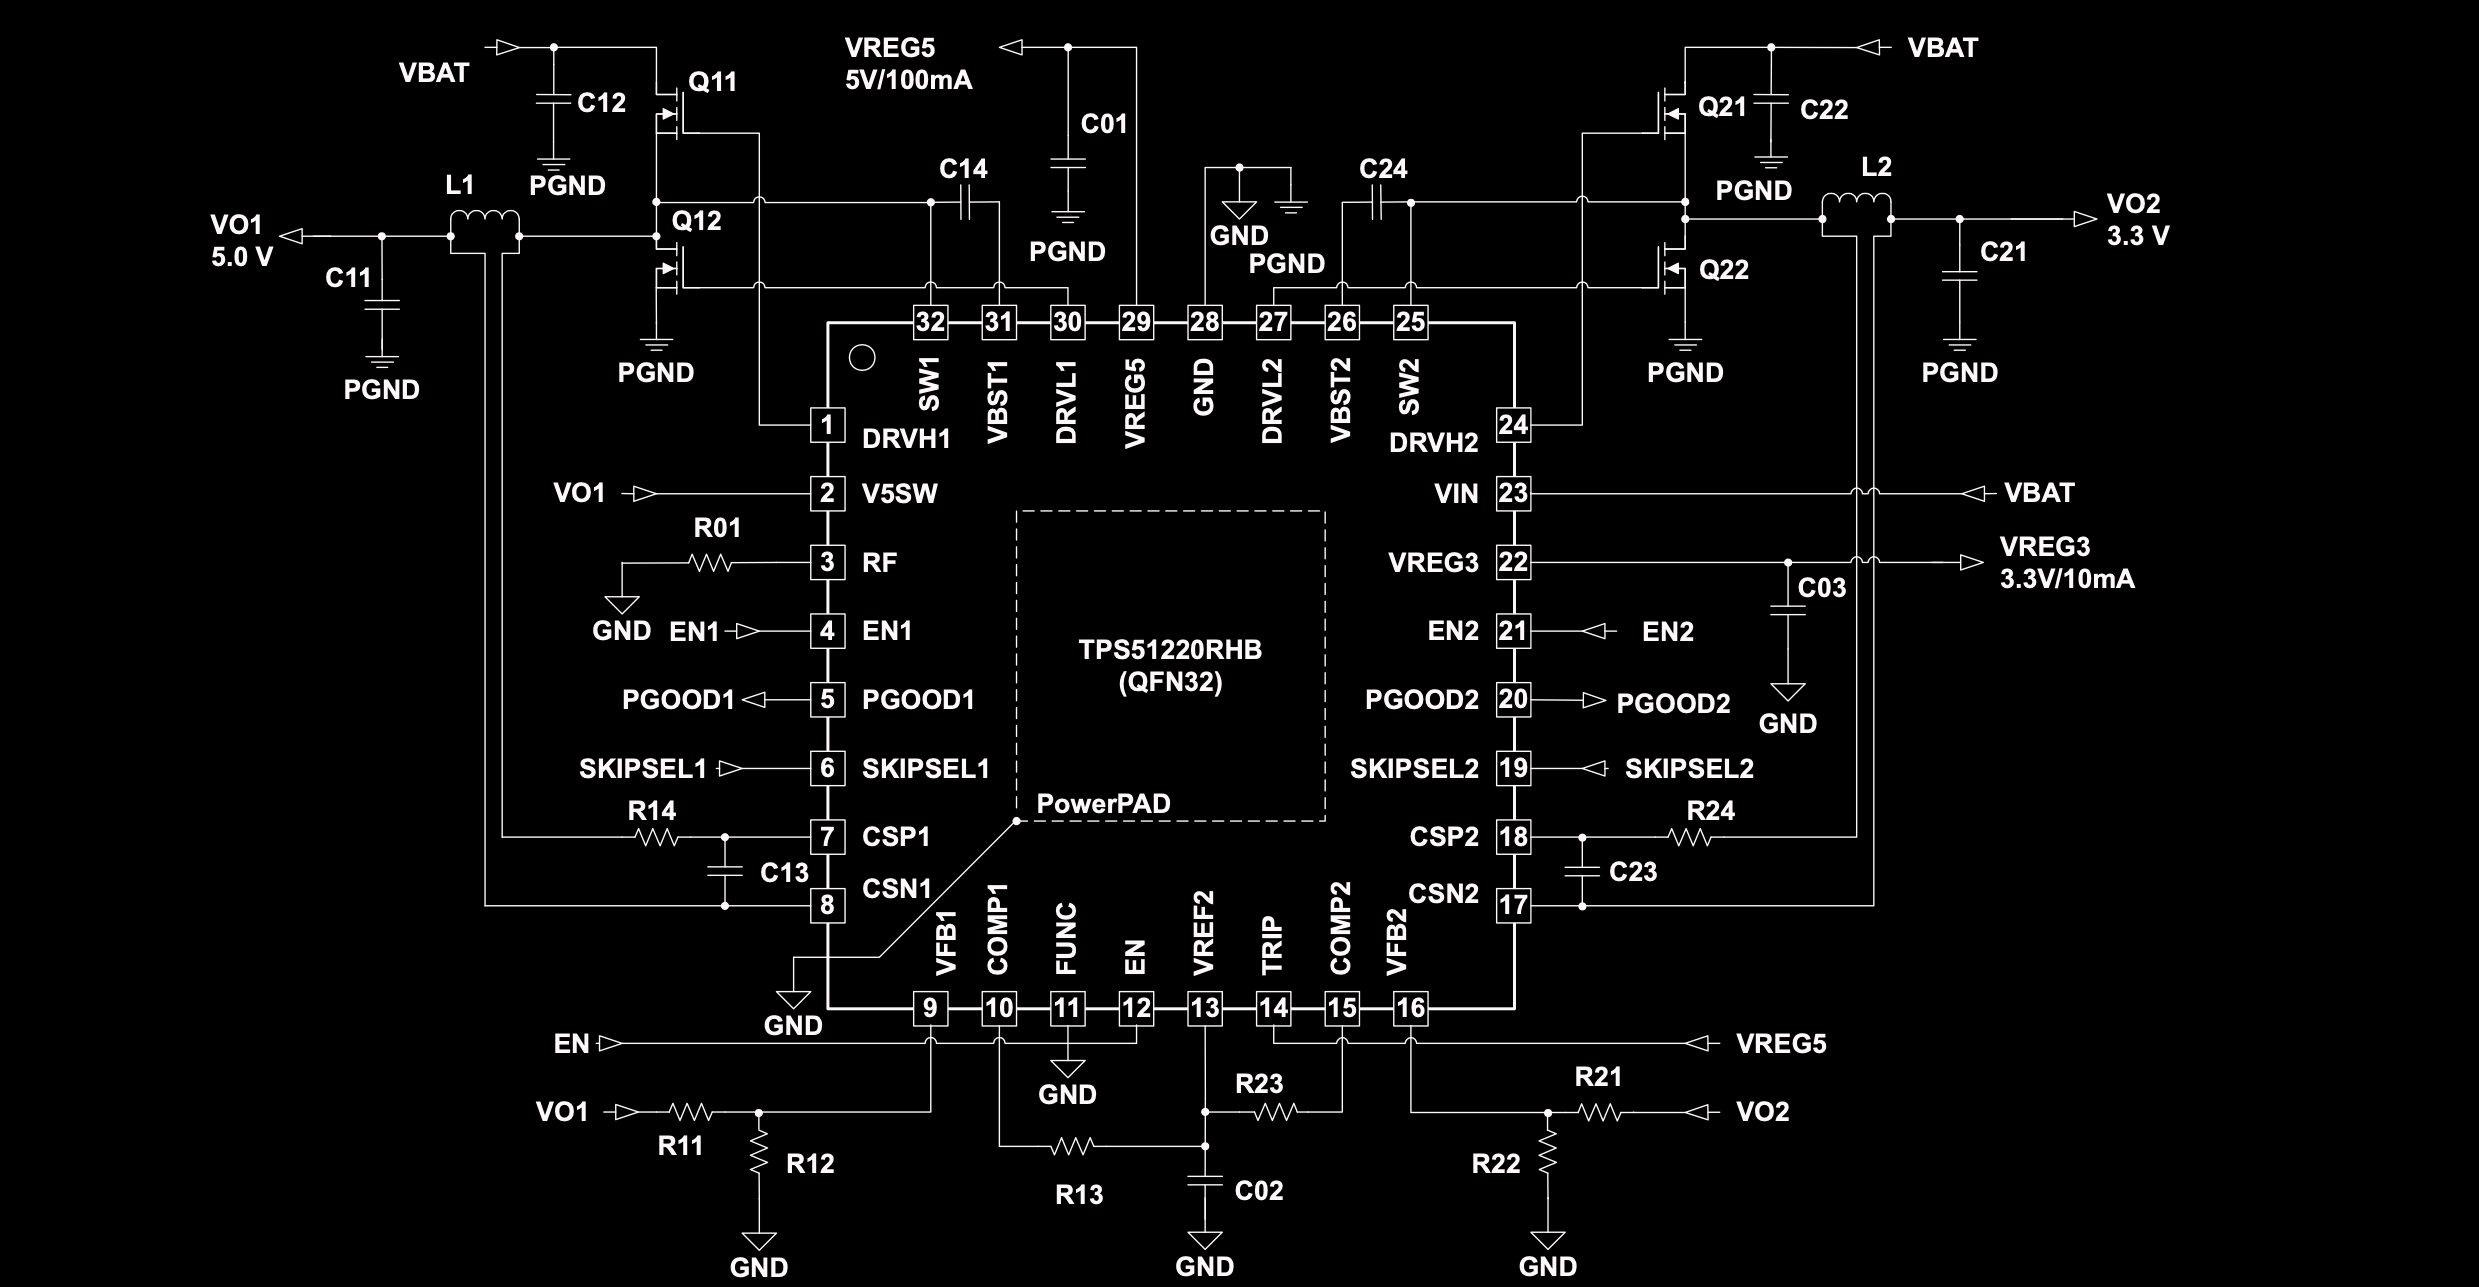 VBAT
Q11
C12
PGND
VREG5
5V/100mA
C01
PGND
VBAT
Q21
C22
PGND
L1
VO1
5.0 V
C11
PGND
Q12
PGND
C14
GND
PGND
C24
L2
VO2
3.3 V
C21
PGND
Q22
PGND
32
31
30
29
28
27
26
25
SW1
VBST1
DRVL1
VREG5
GND
DRVL2
VBST2
SW2
1
DRVH1
VO1
2
V5SW
R01
3
RF
GND
EN1
4
EN1
PGOOD1
5
PGOOD1
SKIPSEL1
6
SKIPSEL1
R14
7
CSP1
C13
8
CSN1
TPS51220RHB
(QFN32)
PowerPAD
DRVH2
24
VIN
23
VBAT
VREG3
22
VREG3
3.3V/10mA
C03
GND
EN2
21
EN2
PGOOD2
20
PGOOD2
SKIPSEL2
19
SKIPSEL2
R24
CSP2
18
C23
CSN2
17
VFB1
COMP1
FUNC
EN
VREF2
TRIP
COMP2
VFB2
9
10
11
12
13
14
15
16
GND
EN
GND
VREG5
VO1
R11
R12
GND
R13
R23
C02
GND
R21
VO2
R22
GND